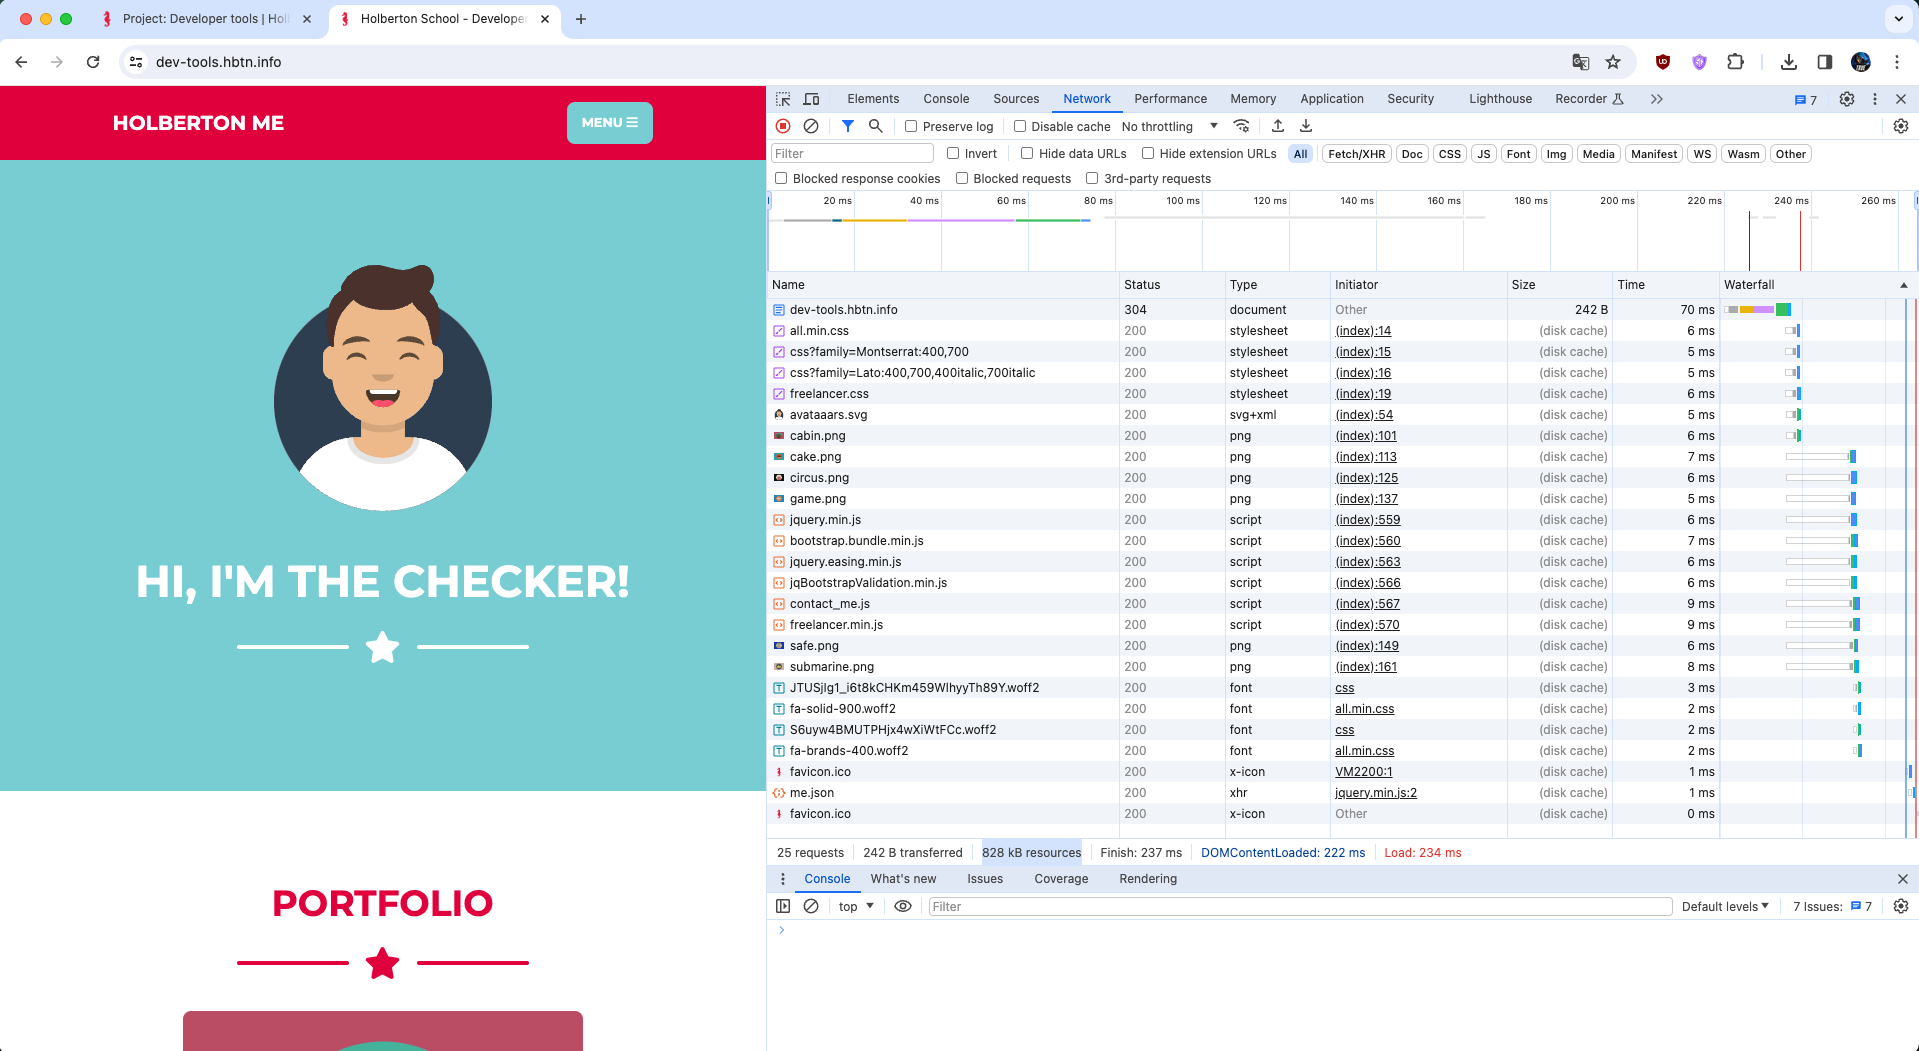 Project: Developer tools | Hol
Holberton School - Developer
dev-tools.hbtn.info
HOLBERTON ME
MENU
HI, I'M THE CHECKER!
PORTFOLIO
Elements Console Sources Network Performance Memory Application Security Lighthouse Recorder 7
Preserve log Disable cache No throttling
Filter Invert Hide data URLs Hide extension URLs All Fetch/XHR Doc CSS JS Font Img Media Manifest WS Wasm Other
Blocked response cookies Blocked requests 3rd-party requests
20 ms 40 ms 60 ms 80 ms 100 ms 120 ms 140 ms 160 ms 180 ms 200 ms 220 ms 240 ms 260 ms
Name Status Type Initiator Size Time Waterfall
dev-tools.hbtn.info 304 document Other 242 B 70 ms
all.min.css 200 stylesheet (index):14 (disk cache) 6 ms
css?family=Montserrat:400,700 200 stylesheet (index):15 (disk cache) 5 ms
css?family=Lato:400,700,400italic,700italic 200 stylesheet (index):16 (disk cache) 5 ms
freelancer.css 200 stylesheet (index):19 (disk cache) 6 ms
avataaars.svg 200 svg+xml (index):54 (disk cache) 5 ms
cabin.png 200 png (index):101 (disk cache) 6 ms
cake.png 200 png (index):113 (disk cache) 7 ms
circus.png 200 png (index):125 (disk cache) 6 ms
game.png 200 png (index):137 (disk cache) 5 ms
jquery.min.js 200 script (index):559 (disk cache) 6 ms
bootstrap.bundle.min.js 200 script (index):560 (disk cache) 7 ms
jquery.easing.min.js 200 script (index):563 (disk cache) 6 ms
jqBootstrapValidation.min.js 200 script (index):566 (disk cache) 6 ms
contact_me.js 200 script (index):567 (disk cache) 9 ms
freelancer.min.js 200 script (index):570 (disk cache) 9 ms
safe.png 200 png (index):149 (disk cache) 6 ms
submarine.png 200 png (index):161 (disk cache) 8 ms
JTUSjIg1_i6t8kCHKm459WlhyyTh89Y.woff2 200 font css (disk cache) 3 ms
fa-solid-900.woff2 200 font all.min.css (disk cache) 2 ms
S6uyw4BMUTPHjx4wXiWtFCc.woff2 200 font css (disk cache) 2 ms
fa-brands-400.woff2 200 font all.min.css (disk cache) 2 ms
favicon.ico 200 x-icon VM2200:1 (disk cache) 1 ms
me.json 200 xhr jquery.min.js:2 (disk cache) 1 ms
favicon.ico 200 x-icon Other (disk cache) 0 ms
25 requests 242 B transferred 828 kB resources Finish: 237 ms DOMContentLoaded: 222 ms Load: 234 ms
Console What's new Issues Coverage Rendering
top Filter Default levels 7 Issues: 7